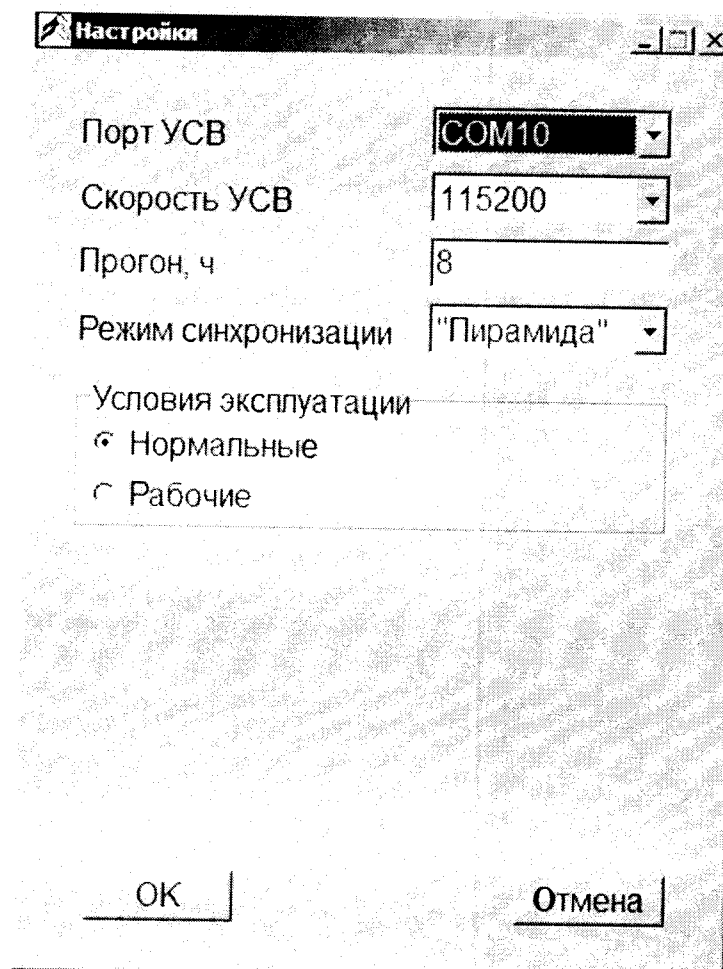 Настройки
Порт УСВ COM10
Скорость УСВ 115200
Прогон, ч 8
Режим синхронизации "Пирамида"
Условия эксплуатации
Нормальные
Рабочие
OK Отмена